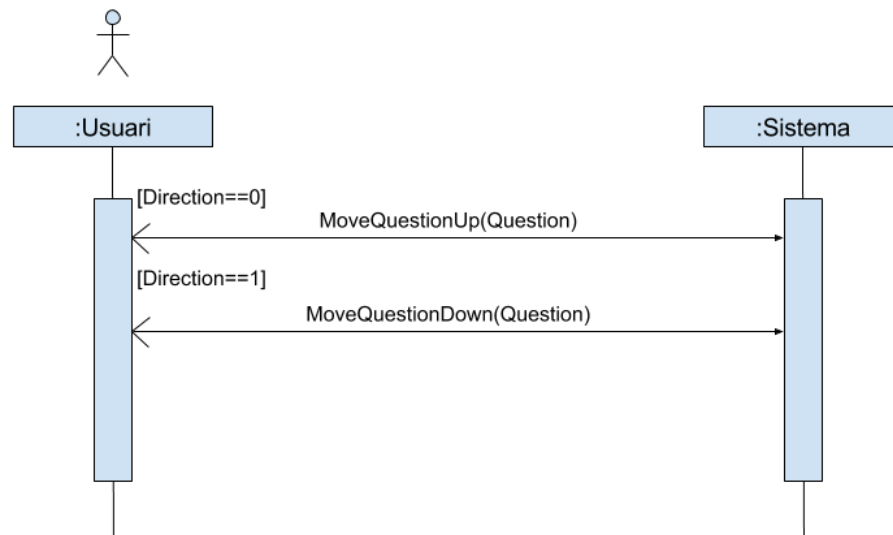 :Usuari
:Sistema
[Direction==0]
MoveQuestionUp(Question)
[Direction==1]
MoveQuestionDown(Question)